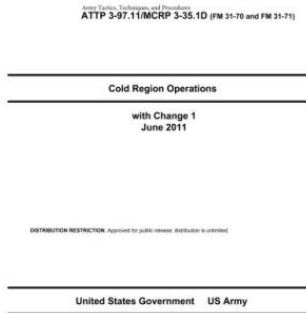 Army Tactics, Techniques, and Procedures
ATTP 3-97.11/MCRP 3-35.1D (FM 31-70 and FM 31-71)
Cold Region Operations
with Change 1
June 2011
DISTRIBUTION RESTRICTION. Approved for public release; distribution is unlimited.
United States Government US Army